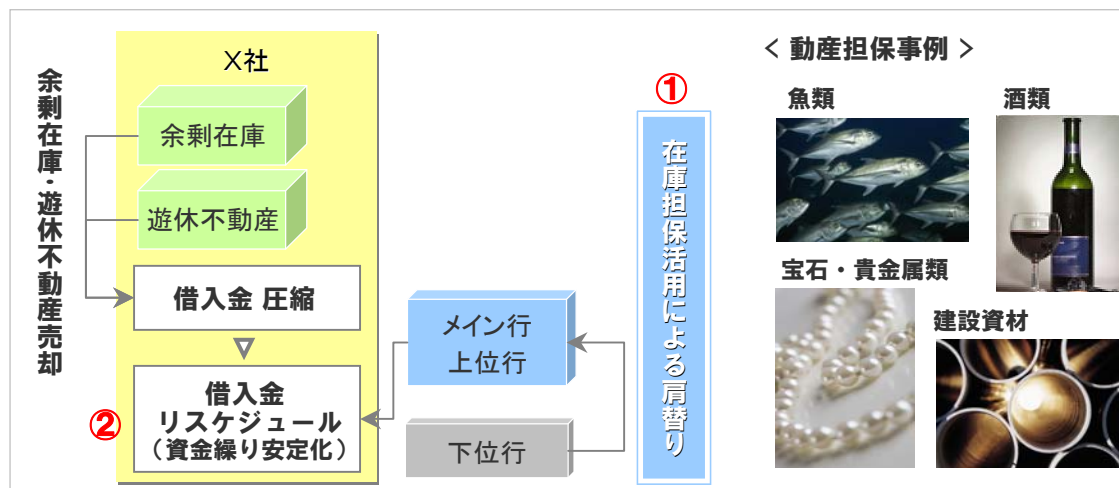 余剰在庫・遊休不動産売却
X社
余剰在庫
遊休不動産
借入金 圧縮
借入金
リスケジュール
（資金繰り安定化）
②
メイン行
上位行
下位行
①
在庫担保活用による肩替り
＜ 動産担保事例 ＞
魚類
酒類
宝石・貴金属類
建設資材